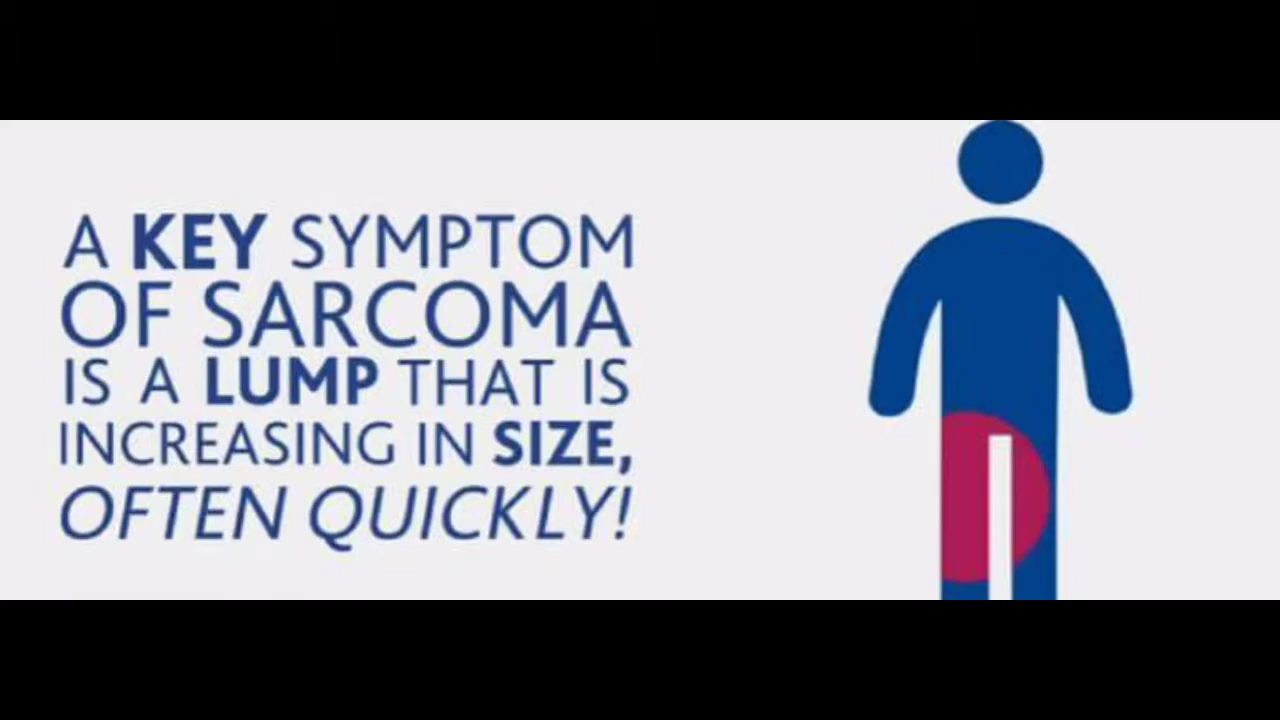 A KEY SYMPTOM
OF SARCOMA
IS A LUMP THAT IS
INCREASING IN SIZE,
OFTEN QUICKLY!